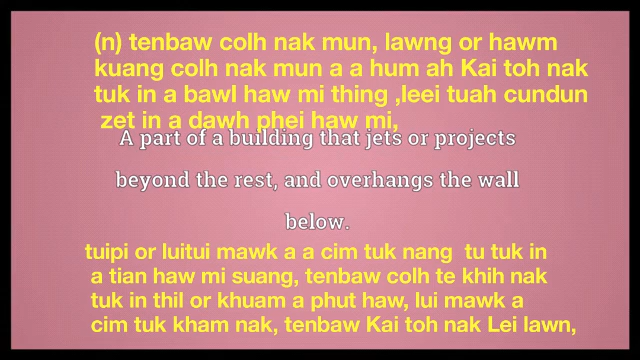 (n) tenbaw colh nak mun, lawng or hawm
kuang colh nak mun a a hum ah Kai toh nak
tuk in a bawl haw mi thing ,leei tuah cundun
zet in a dawh phei haw mi,
A part of a building that jets or projects
beyond the rest, and overhangs the wall
below.
tuipi or luitui mawk a a cim tuk nang  tu tuk in
a tian haw mi suang, tenbaw colh te khih nak
tuk in thil or khuam a phut haw, lui mawk a
cim tuk kham nak, tenbaw Kai toh nak Lei lawn,